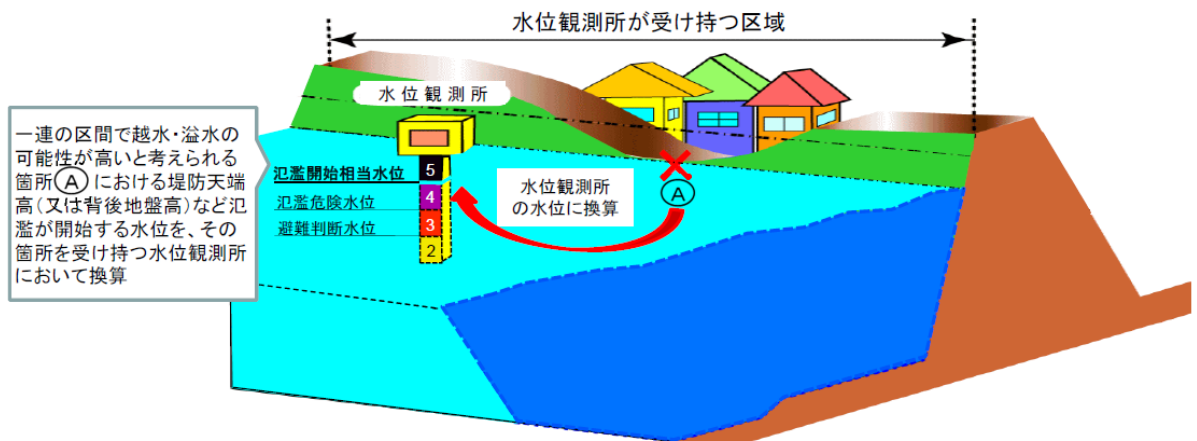 水位観測所が受け持つ区域
水位観測所
一連の区間で越水・溢水の
可能性が高いと考えられる
箇所Ⓐにおける堤防天端
高(又は背後地盤高)など氾
濫が開始する水位を、その
箇所を受け持つ水位観測所
において換算
氾濫開始相当水位
5
氾濫危険水位
4
避難判断水位
3
2
水位観測所
の水位に換算
Ⓐ